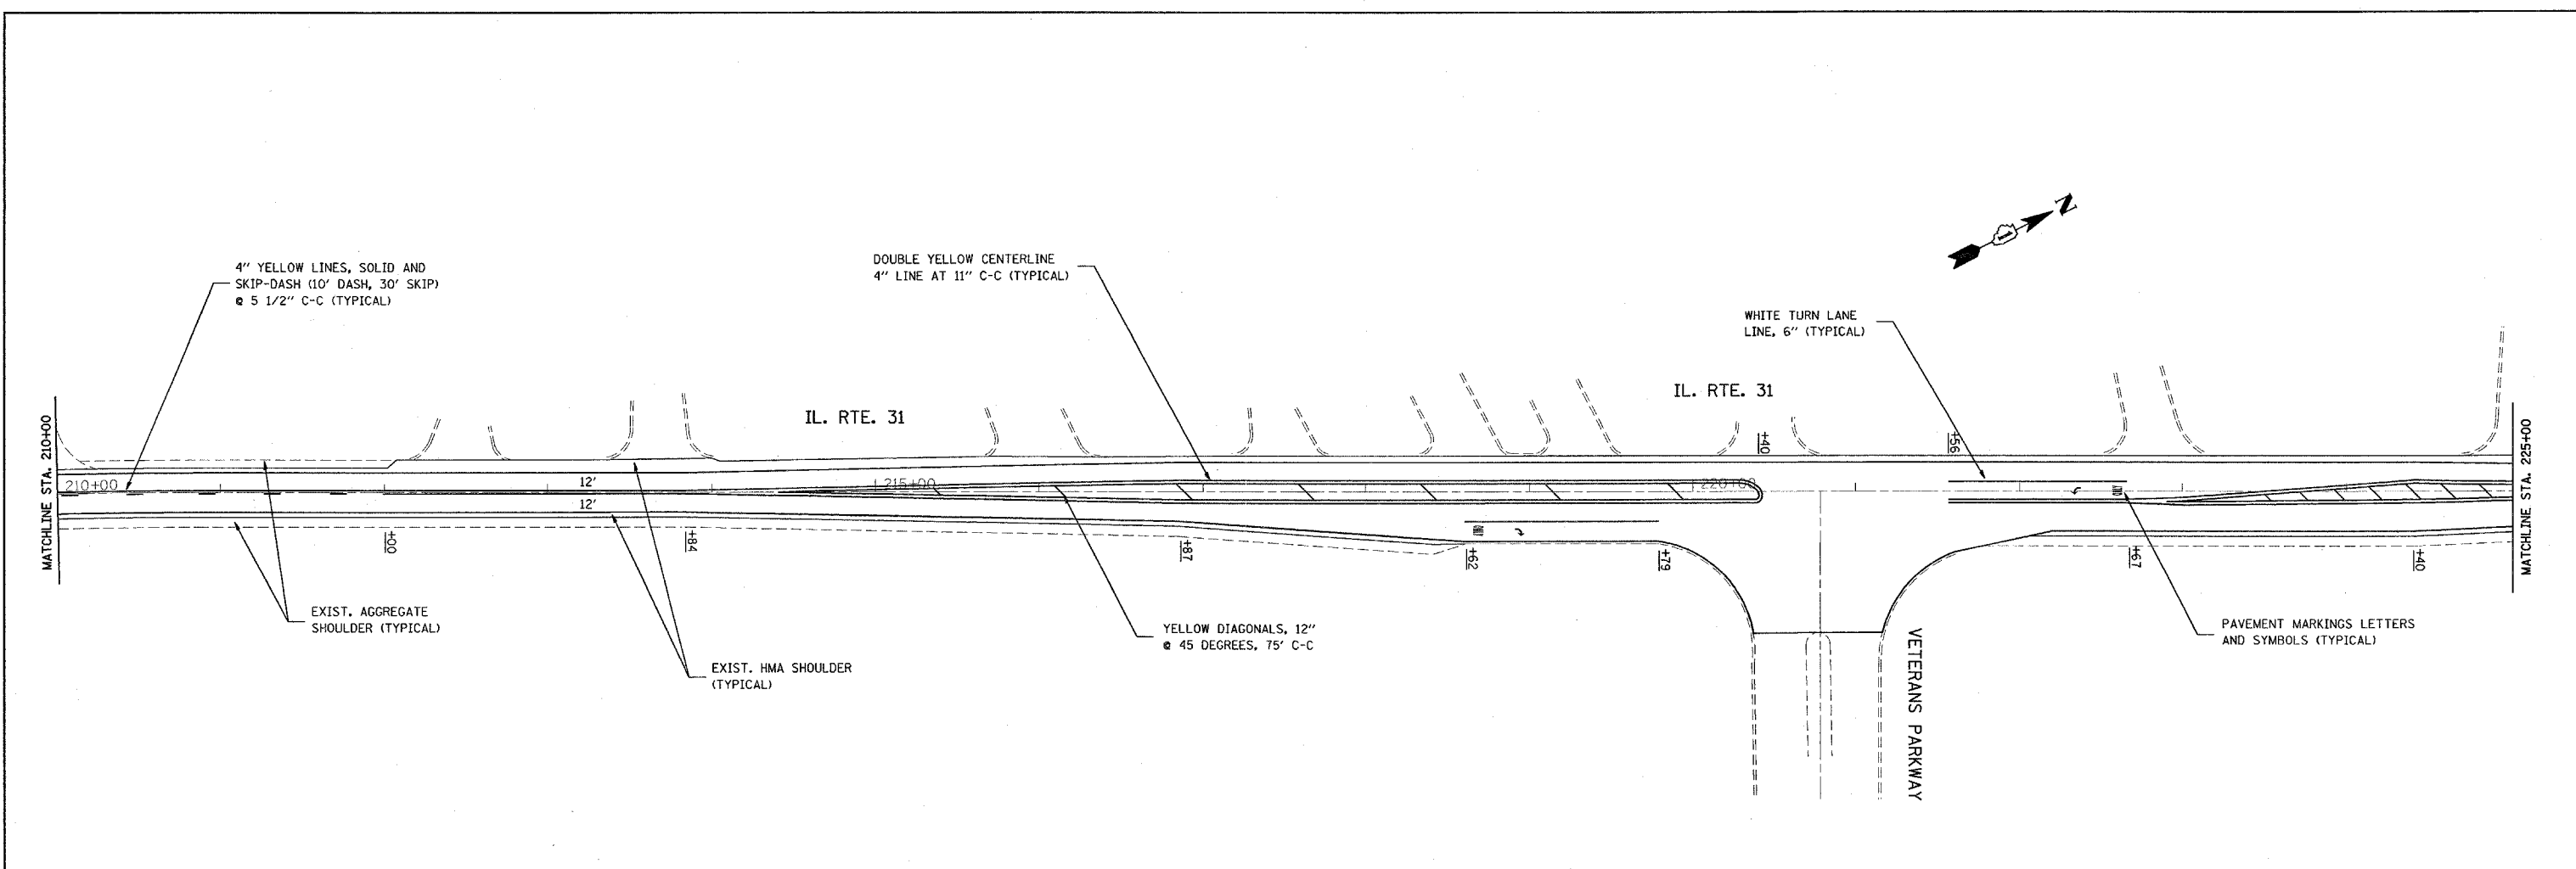 N
4" YELLOW LINES, SOLID AND
SKIP-DASH (10' DASH, 30' SKIP)
@ 5 1/2" C-C (TYPICAL)
DOUBLE YELLOW CENTERLINE
4" LINE AT 11" C-C (TYPICAL)
WHITE TURN LANE
LINE, 6" (TYPICAL)
IL. RTE. 31
IL. RTE. 31
MATCHLINE STA. 210+00
MATCHLINE STA. 225+00
+40
+56
210+00
12'
12'
215+00
220+00
ONLY
ONLY
+00
+84
+87
+62
+79
+67
+40
EXIST. AGGREGATE
SHOULDER (TYPICAL)
EXIST. HMA SHOULDER
(TYPICAL)
YELLOW DIAGONALS, 12"
@ 45 DEGREES, 75' C-C
PAVEMENT MARKINGS LETTERS
AND SYMBOLS (TYPICAL)
VETERANS PARKWAY